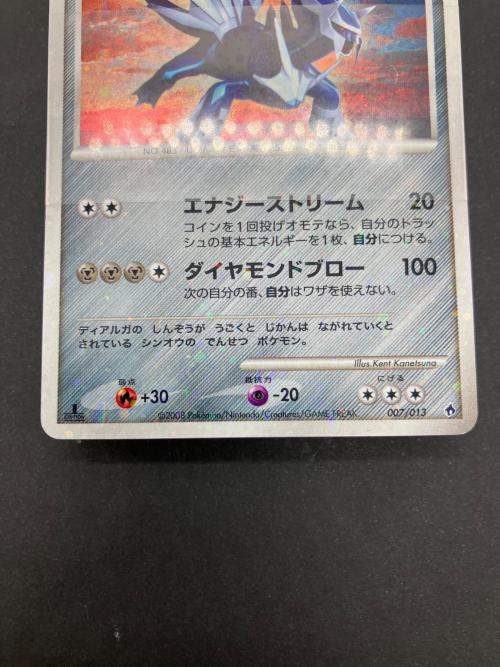 NO.483
エナジーストリーム 20
コインを1回投げオモテなら、自分のトラッ
シュの基本エネルギーを1枚、自分につける。
ダイヤモンドブロー 100
次の自分の番、自分はワザを使えない。
ディアルガの しんぞうが うごくと じかんは ながれていくと
されている シンオウの でんせつ ポケモン。
Illus.Kent Kanetsuna
弱点 抵抗力 にげる
+30 -20
1 EDITION
©2008 Pokémon/Nintendo/Creatures/GAME FREAK
007/013